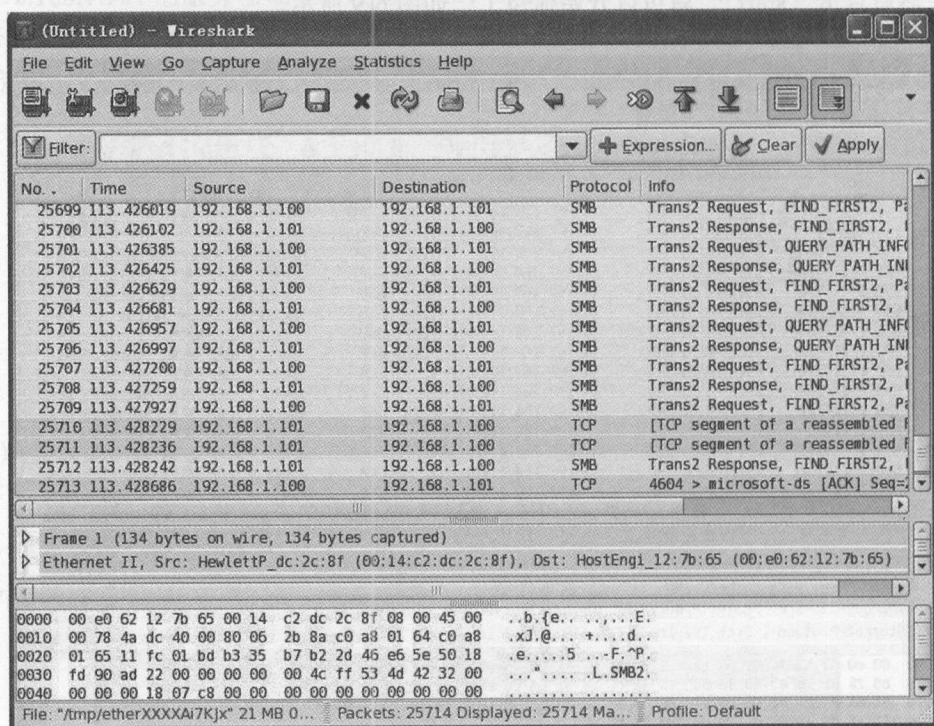 (Untitled) - Wireshark
File Edit View Go Capture Analyze Statistics Help
Filter: Expression... Clear Apply
No. . Time Source Destination Protocol Info
25699 113.426019 192.168.1.100 192.168.1.101 SMB Trans2 Request, FIND_FIRST2, Pa
25700 113.426102 192.168.1.101 192.168.1.100 SMB Trans2 Response, FIND_FIRST2,
25701 113.426385 192.168.1.100 192.168.1.101 SMB Trans2 Request, QUERY_PATH_INFO
25702 113.426425 192.168.1.101 192.168.1.100 SMB Trans2 Response, QUERY_PATH_INF
25703 113.426629 192.168.1.100 192.168.1.101 SMB Trans2 Request, FIND_FIRST2, Pa
25704 113.426681 192.168.1.101 192.168.1.100 SMB Trans2 Response, FIND_FIRST2,
25705 113.426957 192.168.1.100 192.168.1.101 SMB Trans2 Request, QUERY_PATH_INFO
25706 113.426997 192.168.1.101 192.168.1.100 SMB Trans2 Response, QUERY_PATH_INF
25707 113.427200 192.168.1.100 192.168.1.101 SMB Trans2 Request, FIND_FIRST2, Pa
25708 113.427259 192.168.1.101 192.168.1.100 SMB Trans2 Response, FIND_FIRST2,
25709 113.427927 192.168.1.100 192.168.1.101 SMB Trans2 Request, FIND_FIRST2, Pa
25710 113.428229 192.168.1.101 192.168.1.100 TCP [TCP segment of a reassembled P
25711 113.428236 192.168.1.101 192.168.1.100 TCP [TCP segment of a reassembled P
25712 113.428242 192.168.1.101 192.168.1.100 SMB Trans2 Response, FIND_FIRST2,
25713 113.428686 192.168.1.100 192.168.1.101 TCP 4604 > microsoft-ds [ACK] Seq=2
Frame 1 (134 bytes on wire, 134 bytes captured)
Ethernet II, Src: HewlettP_dc:2c:8f (00:14:c2:dc:2c:8f), Dst: HostEngi_12:7b:65 (00:e0:62:12:7b:65)
0000 00 e0 62 12 7b 65 00 14 c2 dc 2c 8f 08 00 45 00 ..b.{e.. ..,...E.
0010 00 78 4a dc 40 00 80 06 2b 8a c0 a8 01 64 c0 a8 .xJ.@... +....d..
0020 01 65 11 fc 01 bd b3 35 b7 b2 2d 46 e6 5e 50 18 .e.....5 ..-F.^P.
0030 fd 90 ad 22 00 00 00 00 00 4c ff 53 4d 42 32 00 ...".... .L.SMB2.
0040 00 00 00 18 07 c8 00 00 00 00 00 00 00 00 00 00 ........ ........
File: "/tmp/etherXXXXAi7KJx" 21 MB 0... Packets: 25714 Displayed: 25714 Ma... Profile: Default